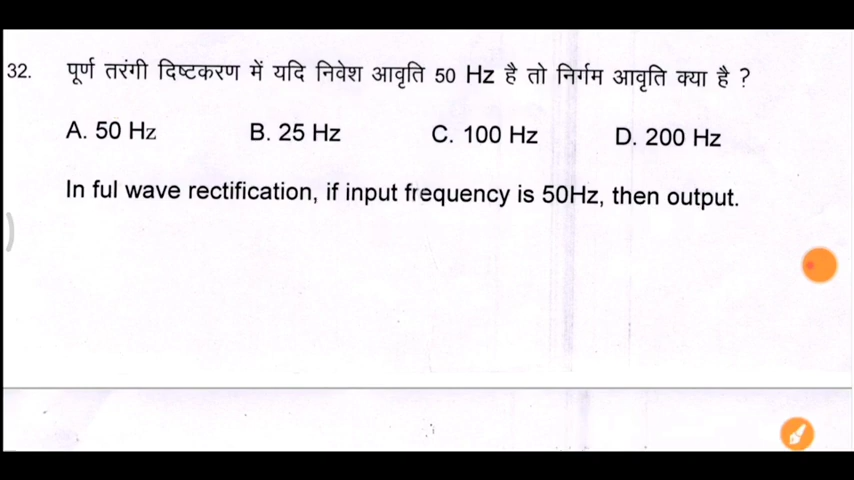 32. पूर्ण तरंगी दिष्टकरण में यदि निवेश आवृति 50 Hz है तो निर्गम आवृति क्या है ?
A. 50 Hz B. 25 Hz C. 100 Hz D. 200 Hz
In ful wave rectification, if input frequency is 50Hz, then output.